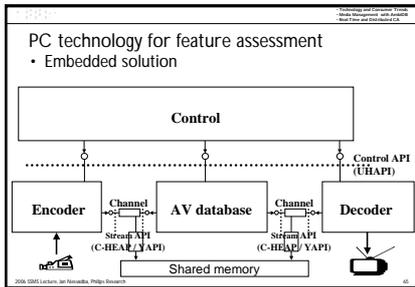 • Technology and Consumer Trends
• Media Management with AmbiDB
• Real Time and Distributed CA
PC technology for feature assessment
• Embedded solution
Control
Control API
(UHAPI)
Encoder
Channel
AV database
Channel
Decoder
Stream API
(C-HEAP / YAPI)
Stream API
(C-HEAP / YAPI)
Shared memory
2006 SSMS Lecture, Jan Nesvadba, Philips Research
65